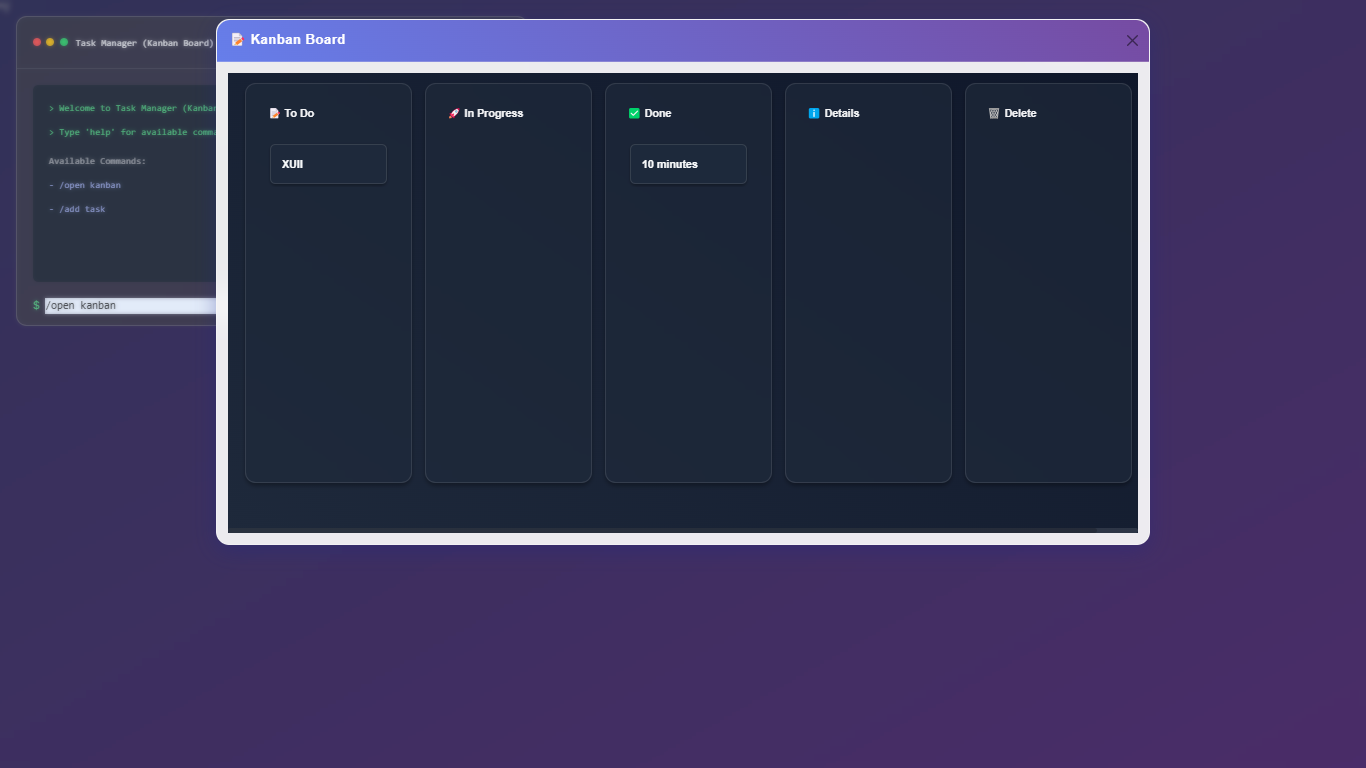 Task Manager (Kanban Board)
> Welcome to Task Manager (Kanban
> Type 'help' for available comma
Available Commands:
- /open kanban
- /add task
$ /open kanban
Kanban Board
To Do
XUII
In Progress
Done
10 minutes
Details
Delete